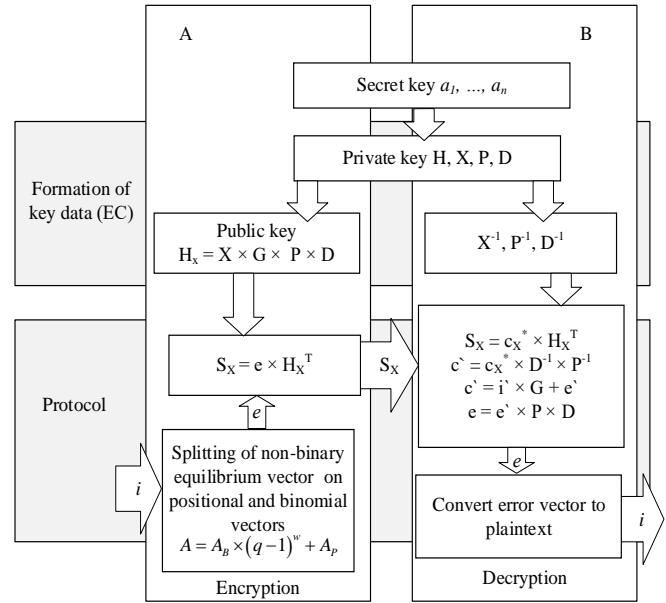 A
B
Secret key a1, ..., an
Private key H, X, P, D
Formation of
key data (EC)
Public key
Hx = X × G × P × D
X-1, P-1, D-1
Protocol
SX = e × HXT
SX
SX = cX* × HXT
c` = cX* × D-1 × P-1
c` = i` × G + e`
e = e` × P × D
e
e
i
Splitting of non-binary
equilibrium vector on
positional and binomial
vectors
A = AB × (q − 1)w + AP
Convert error vector to
plaintext
i
Encryption
Decryption